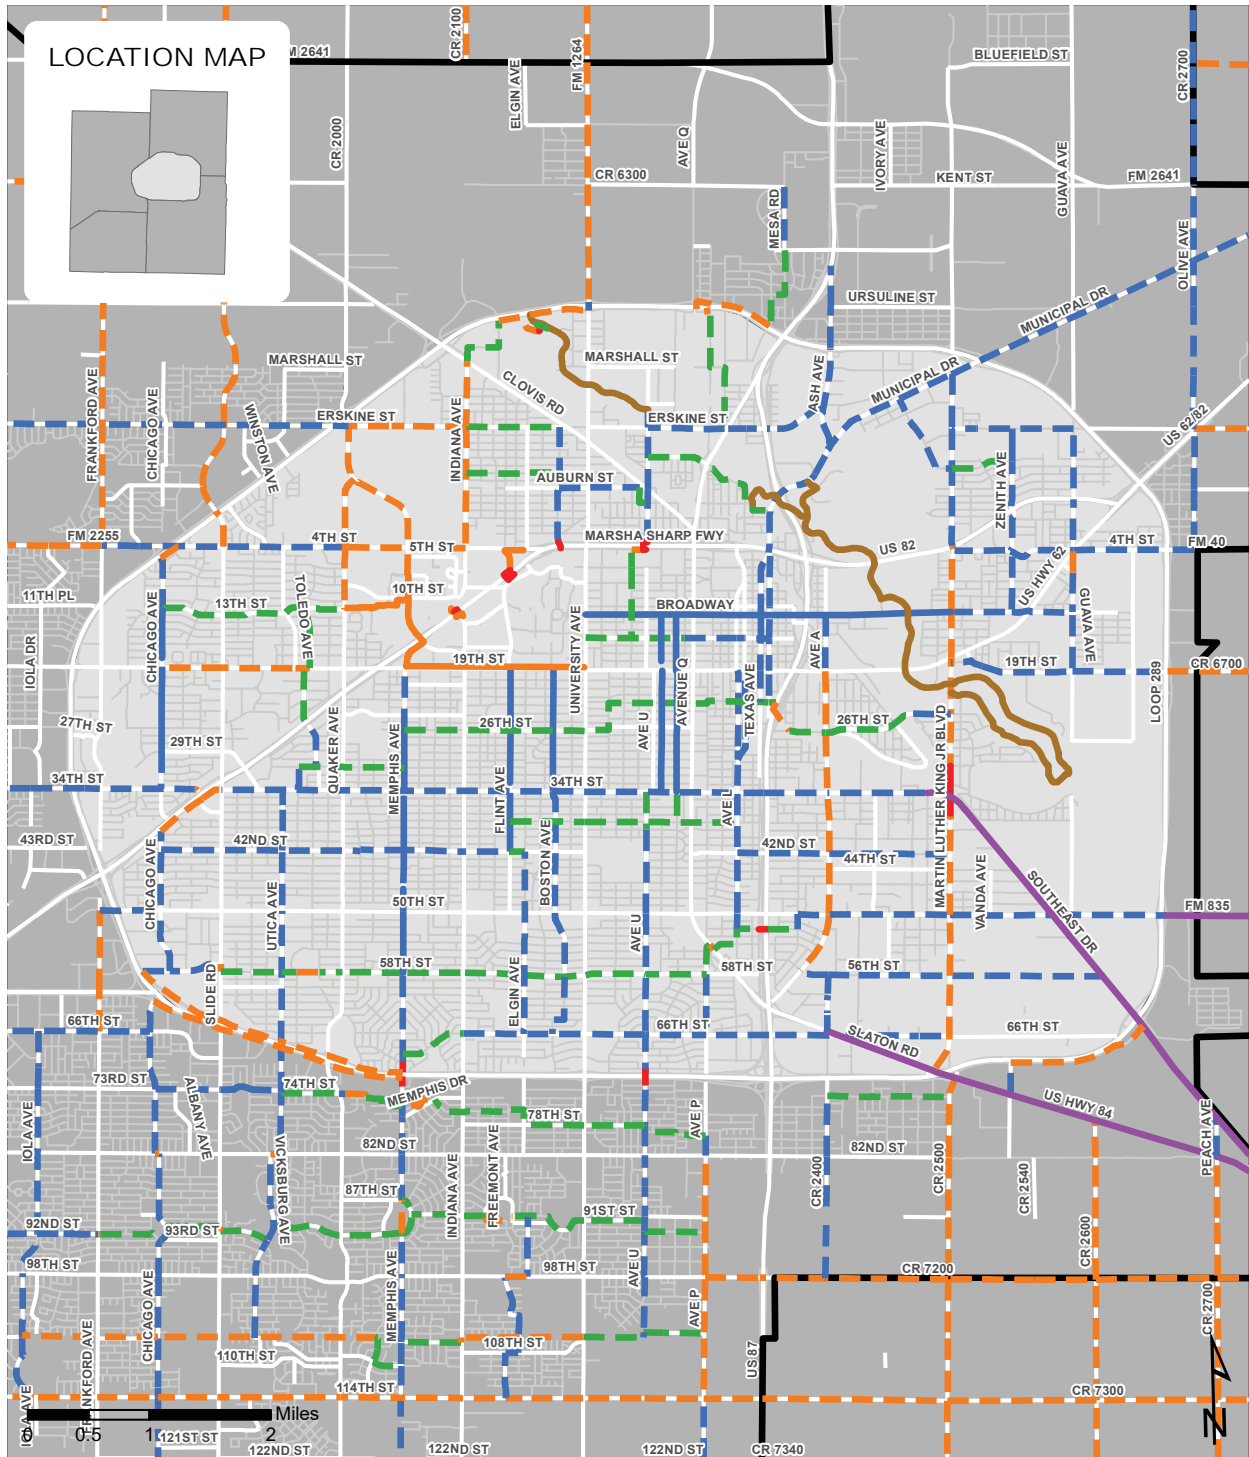 LOCATION MAP
FM 2641
CR 2100
FM 1264
ELGIN AVE
CR 2000
AVE Q
BLUEFIELD ST
CR 2700
IVORY AVE
GUAVA AVE
CR 6300
KENT ST
FM 2641
MESA RD
OLIVE AVE
URSULINE ST
MUNICIPAL DR
MARSHALL ST
MARSHALL ST
CLOVIS RD
ASH AVE
MUNICIPAL DR
FRANKFORD AVE
CHICAGO AVE
WINSTON AVE
ERSKINE ST
INDIANA AVE
ERSKINE ST
US 62/82
AUBURN ST
ZENITH AVE
FM 2255
4TH ST
5TH ST
MARSHA SHARP FWY
US 82
4TH ST
FM 40
US HWY 62
11TH PL
10TH ST
13TH ST
TOLEDO AVE
BROADWAY
GUAVA AVE
IOLA DR
CHICAGO AVE
UNIVERSITY AVE
19TH ST
AVE A
19TH ST
CR 6700
LOOP 289
AVENUE Q
TEXAS AVE
27TH ST
29TH ST
QUAKER AVE
MEMPHIS AVE
26TH ST
AVE U
26TH ST
MARTIN LUTHER KING JR BLVD
34TH ST
34TH ST
FLINT AVE
AVE L
43RD ST
42ND ST
42ND ST
44TH ST
CHICAGO AVE
UTICA AVE
BOSTON AVE
VANDA AVE
SOUTHEAST DR
50TH ST
AVE U
FM 835
58TH ST
58TH ST
56TH ST
SLIDE RD
ELGIN AVE
66TH ST
66TH ST
SLATON RD
66TH ST
73RD ST
74TH ST
MEMPHIS DR
US HWY 84
ALBANY AVE
78TH ST
AVE P
IOLA AVE
82ND ST
82ND ST
PEACH AVE
VICKSBURG AVE
87TH ST
INDIANA AVE
FREEMONT AVE
CR 2400
CR 2500
CR 2540
92ND ST
93RD ST
91ST ST
CR 2600
98TH ST
98TH ST
AVE U
CR 7200
CHICAGO AVE
MEMPHIS AVE
AVE P
CR 2700
FRANKFORD AVE
108TH ST
110TH ST
US 87
114TH ST
CR 7300
IOLA AVE
Miles
0 0.5 1 2
121ST ST
122ND ST
122ND ST
122ND ST
CR 7340
N